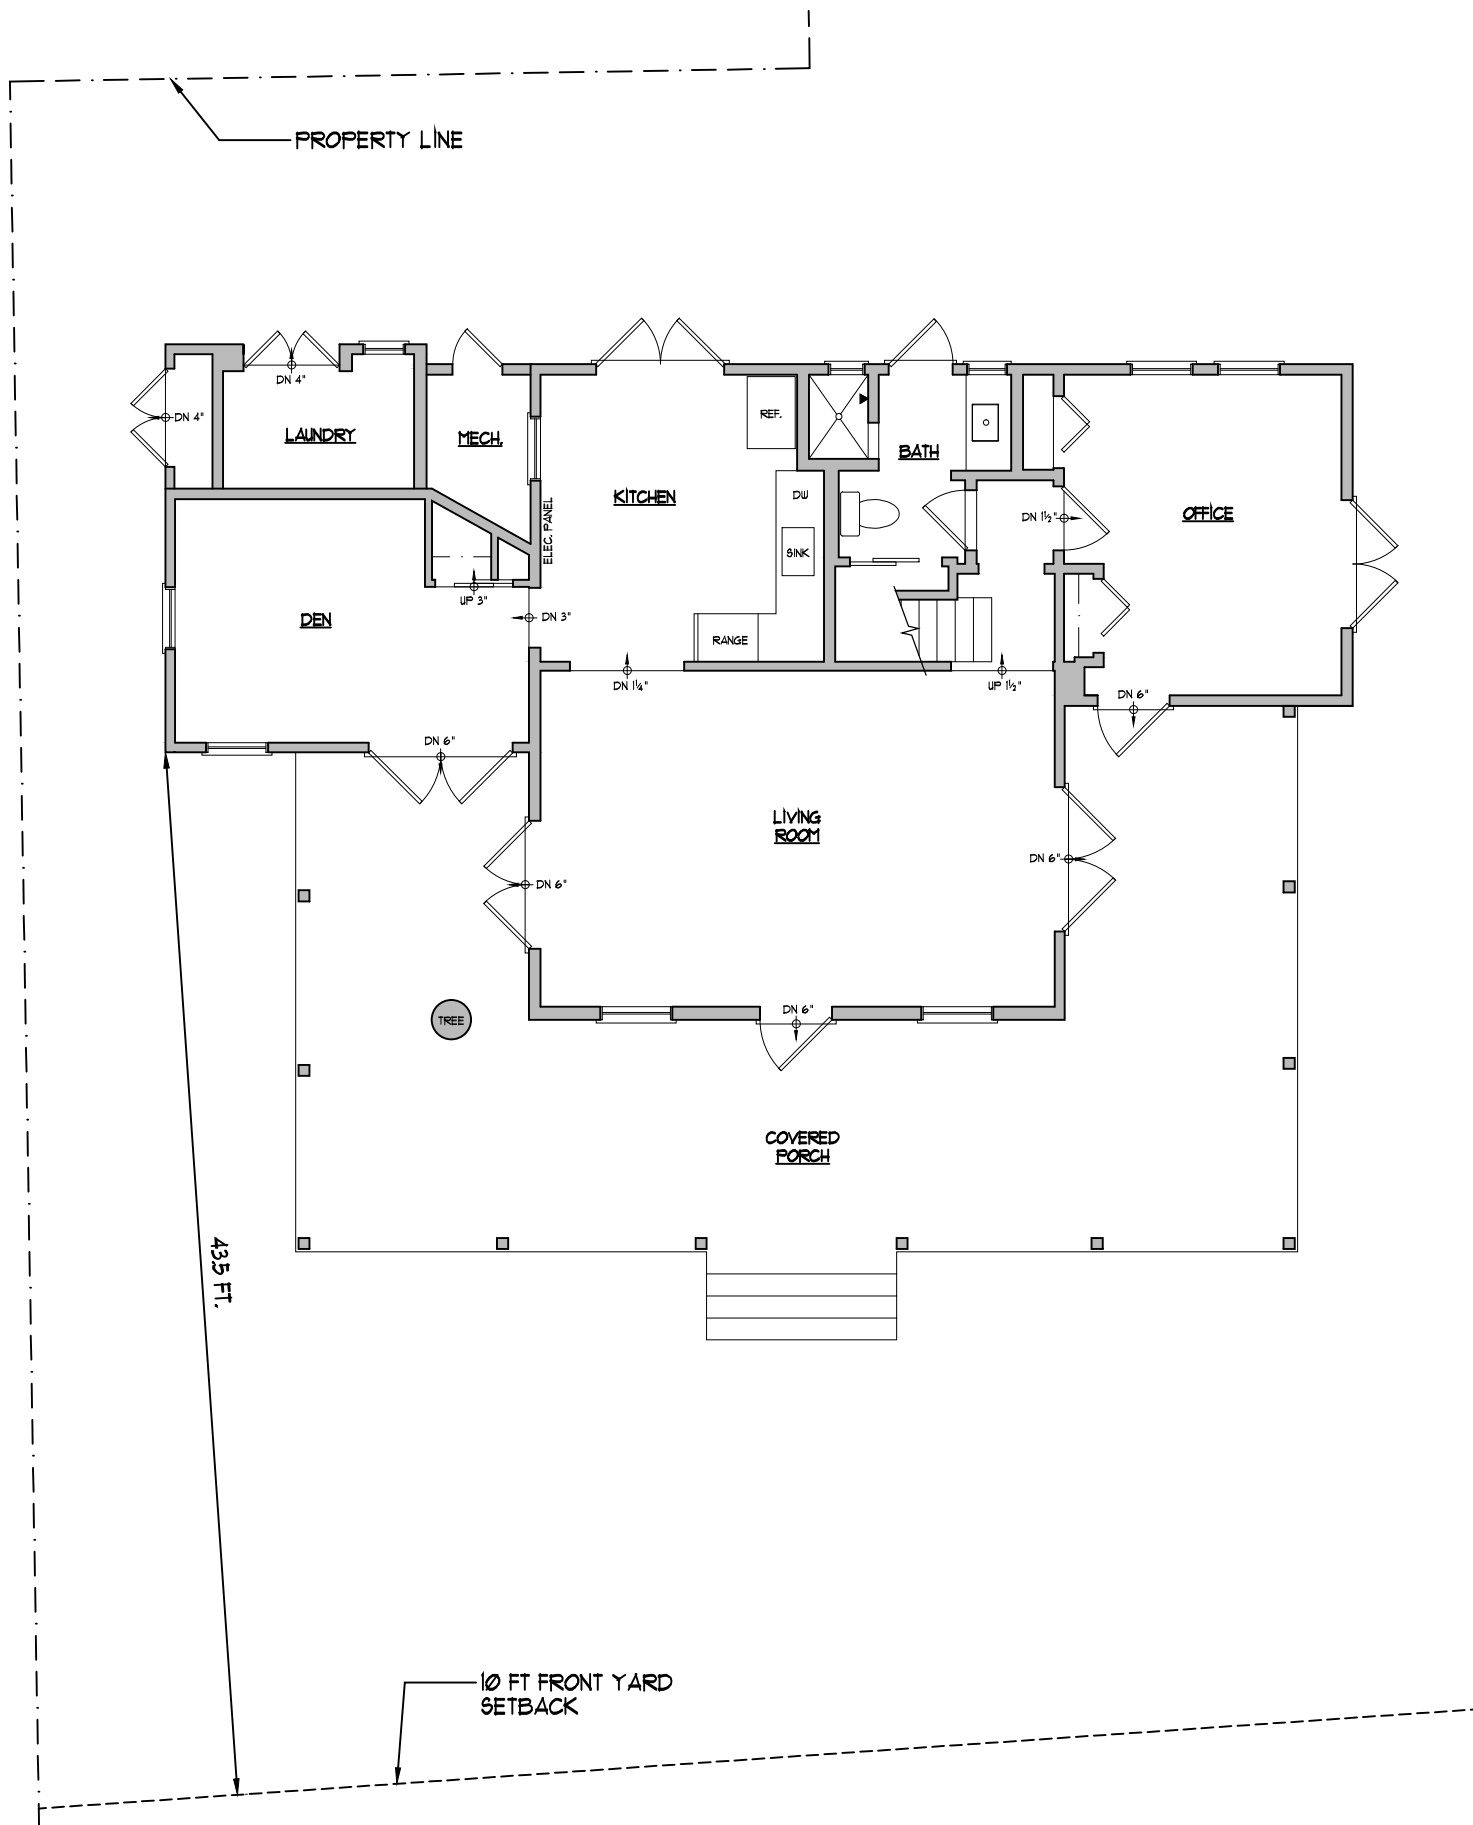 PROPERTY LINE
DN 4"
DN 4"
LAUNDRY
MECH.
REF.
BATH
KITCHEN
DW
ELEC. PANEL
SINK
DN 1½"
OFFICE
UP 3"
DN 3"
DEN
RANGE
DN 1¼"
UP 1½"
DN 6"
DN 6"
LIVING
ROOM
DN 6"
DN 6"
DN 6"
TREE
COVERED
PORCH
43.5 FT.
10 FT FRONT YARD
SETBACK